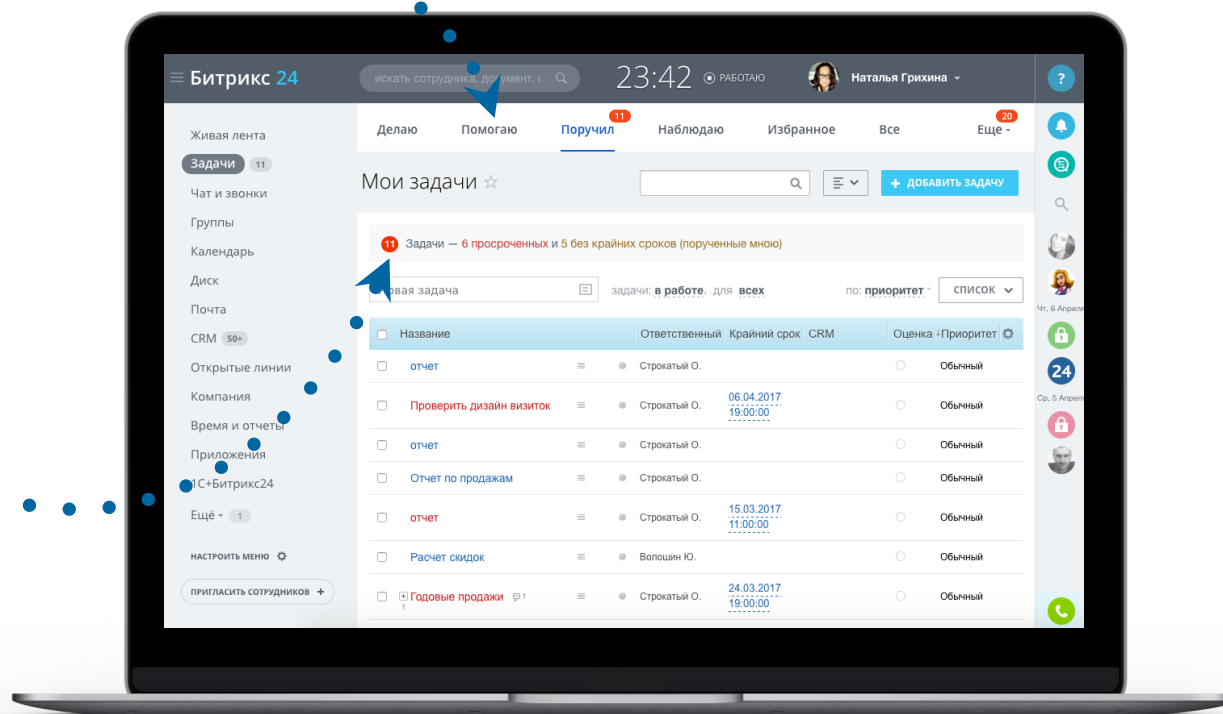 Битрикс 24
искать сотрудника, документ, г
23:42
РАБОТАЮ
Наталья Грихина
?
Живая лента
Задачи 11
Чат и звонки
Группы
Календарь
Диск
Почта
CRM 50+
Открытые линии
Компания
Время и отчеты
Приложения
1С+Битрикс24
Ещё 1
НАСТРОИТЬ МЕНЮ
ПРИГЛАСИТЬ СОТРУДНИКОВ +
Делаю Помогаю Поручил 11 Наблюдаю Избранное Все Еще - 20
Мои задачи
+ ДОБАВИТЬ ЗАДАЧУ
11 Задачи — 6 просроченных и 5 без крайних сроков (порученные мною)
задача задачи: в работе, для всех по: приоритет СПИСОК
Название Ответственный Крайний срок CRM Оценка Приоритет
отчет Строкатый О. Обычный
Проверить дизайн визиток Строкатый О. 06.04.2017 Обычный
19:00:00
отчет Строкатый О. Обычный
Отчет по продажам Строкатый О. Обычный
отчет Строкатый О. 15.03.2017 Обычный
11:00:00
Расчет скидок Волошин Ю. Обычный
Годовые продажи 1 Строкатый О. 24.03.2017 Обычный
1 19:00:00
Чт, 6 Апреля
24
Ср, 5 Апрел